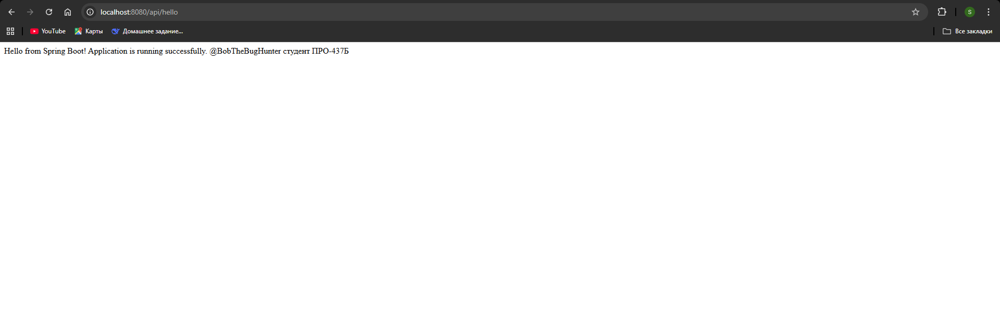 localhost:8080/api/hello
S
YouTube Карты Домашнее задание... Все закладки
Hello from Spring Boot! Application is running successfully. @BobTheBugHunter студент ПРО-437Б